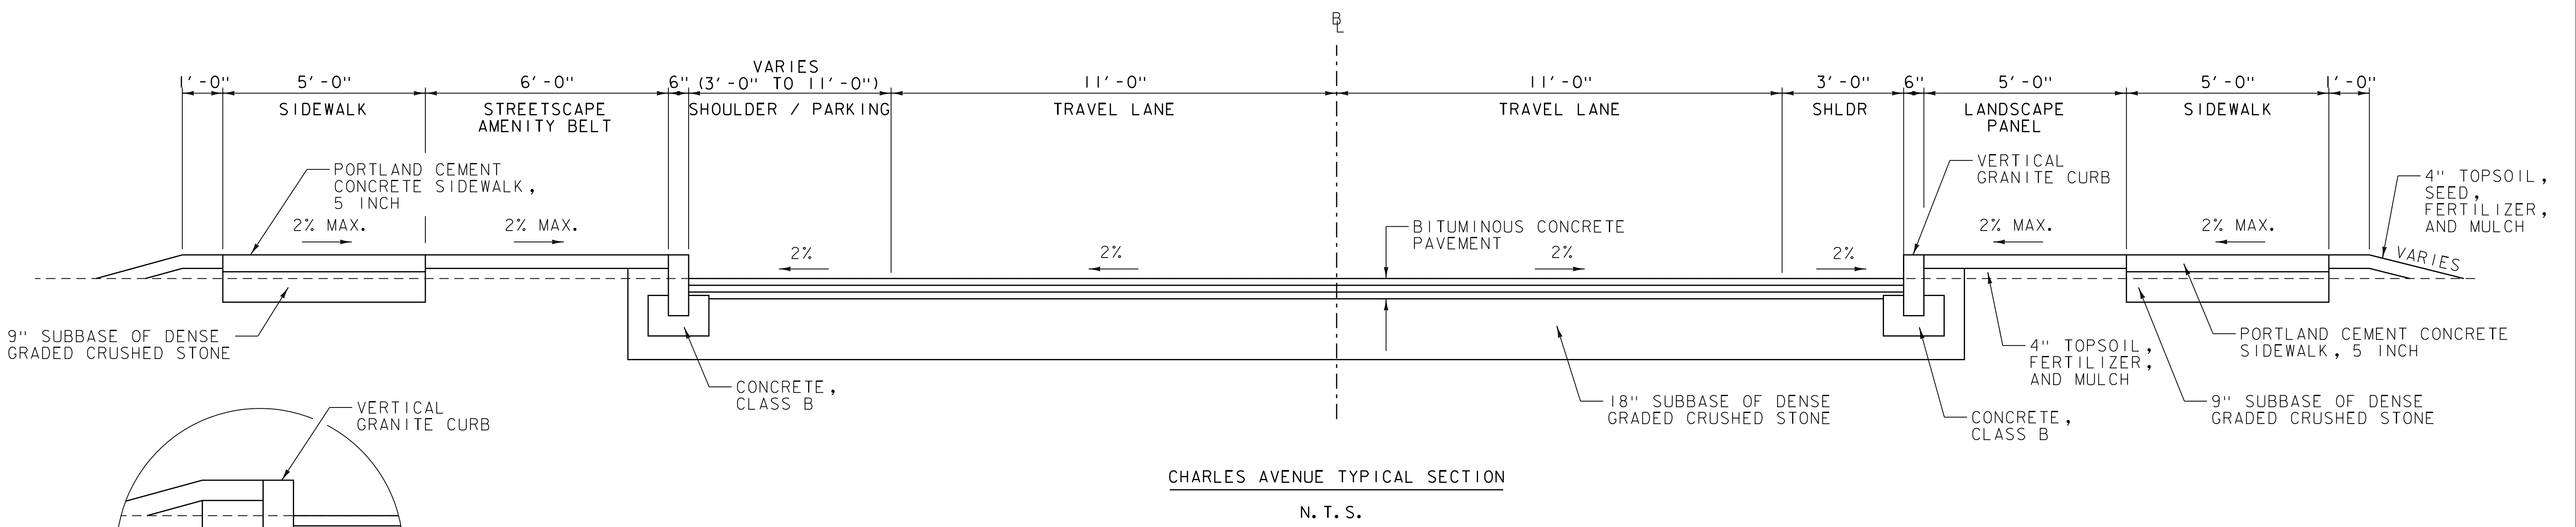 BL
VARIES
1'-0" 5'-0" 6'-0" 6" (3'-0" TO 11'-0") 11'-0" 11'-0" 3'-0" 6" 5'-0" 5'-0" 1'-0"
SIDEWALK STREETSCAPE SHOULDER / PARKING TRAVEL LANE TRAVEL LANE SHLDR LANDSCAPE SIDEWALK
AMENITY BELT PANEL
PORTLAND CEMENT
CONCRETE SIDEWALK,
5 INCH
VERTICAL
GRANITE CURB
4" TOPSOIL,
SEED,
FERTILIZER,
AND MULCH
2% MAX. 2% MAX. 2% MAX. 2% MAX.
BITUMINOUS CONCRETE
PAVEMENT
2% 2% 2% 2%
VARIES
9" SUBBASE OF DENSE
GRADED CRUSHED STONE
CONCRETE,
CLASS B
18" SUBBASE OF DENSE
GRADED CRUSHED STONE
4" TOPSOIL,
FERTILIZER,
AND MULCH
CONCRETE,
CLASS B
PORTLAND CEMENT CONCRETE
SIDEWALK, 5 INCH
9" SUBBASE OF DENSE
GRADED CRUSHED STONE
VERTICAL
GRANITE CURB
CHARLES AVENUE TYPICAL SECTION
N.T.S.